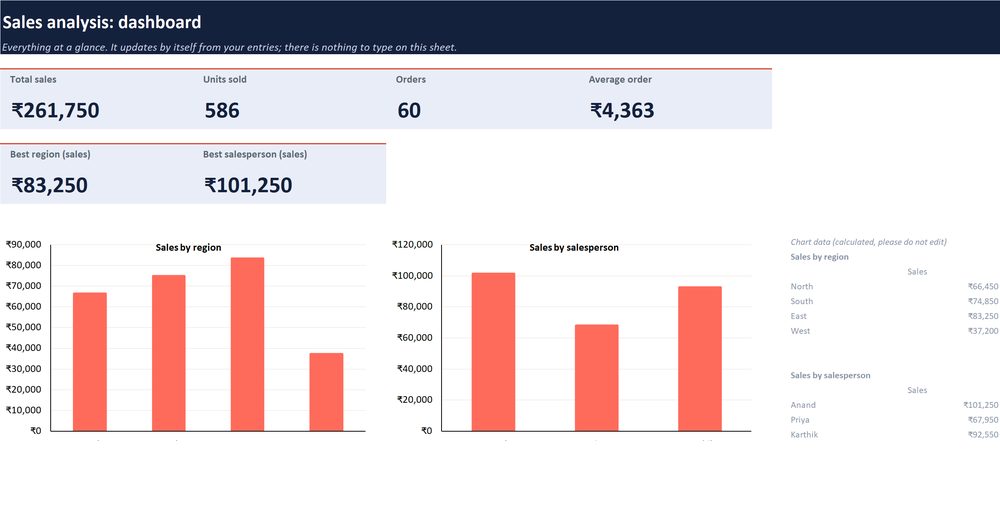 Sales analysis: dashboard
Everything at a glance. It updates by itself from your entries; there is nothing to type on this sheet.
Total sales Units sold Orders Average order
₹261,750 586 60 ₹4,363
Best region (sales) Best salesperson (sales)
₹83,250 ₹101,250
Sales by region
₹90,000
₹80,000
₹70,000
₹60,000
₹50,000
₹40,000
₹30,000
₹20,000
₹10,000
₹0
Sales by salesperson
₹120,000
₹100,000
₹80,000
₹60,000
₹40,000
₹20,000
₹0
Chart data (calculated, please do not edit)
Sales by region
Sales
North ₹66,450
South ₹74,850
East ₹83,250
West ₹37,200
Sales by salesperson
Sales
Anand ₹101,250
Priya ₹67,950
Karthik ₹92,550